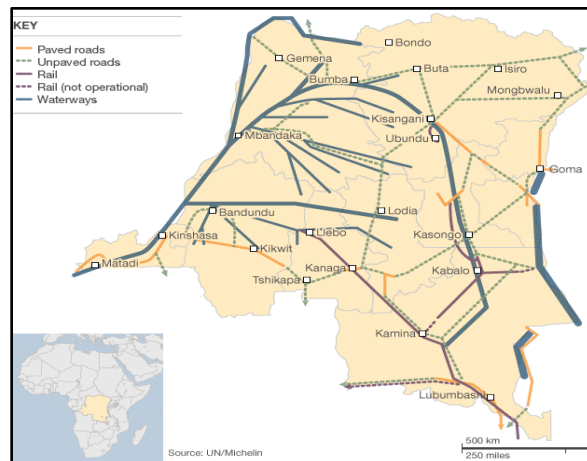 KEY
Paved roads
Unpaved roads
Rail
Rail (not operational)
Waterways
Bondo
Gemena
Bumba
Buta
Isiro
Mongbwalu
Kisangani
Mbandaka
Ubundu
Goma
Bandundu
Lodia
Kinshasa
Liebo
Kasongo
Kikwit
Matadi
Kanaga
Kabalo
Tshikapa
Kamina
Lubumbashi
500 km
250 miles
Source: UN/Michelin